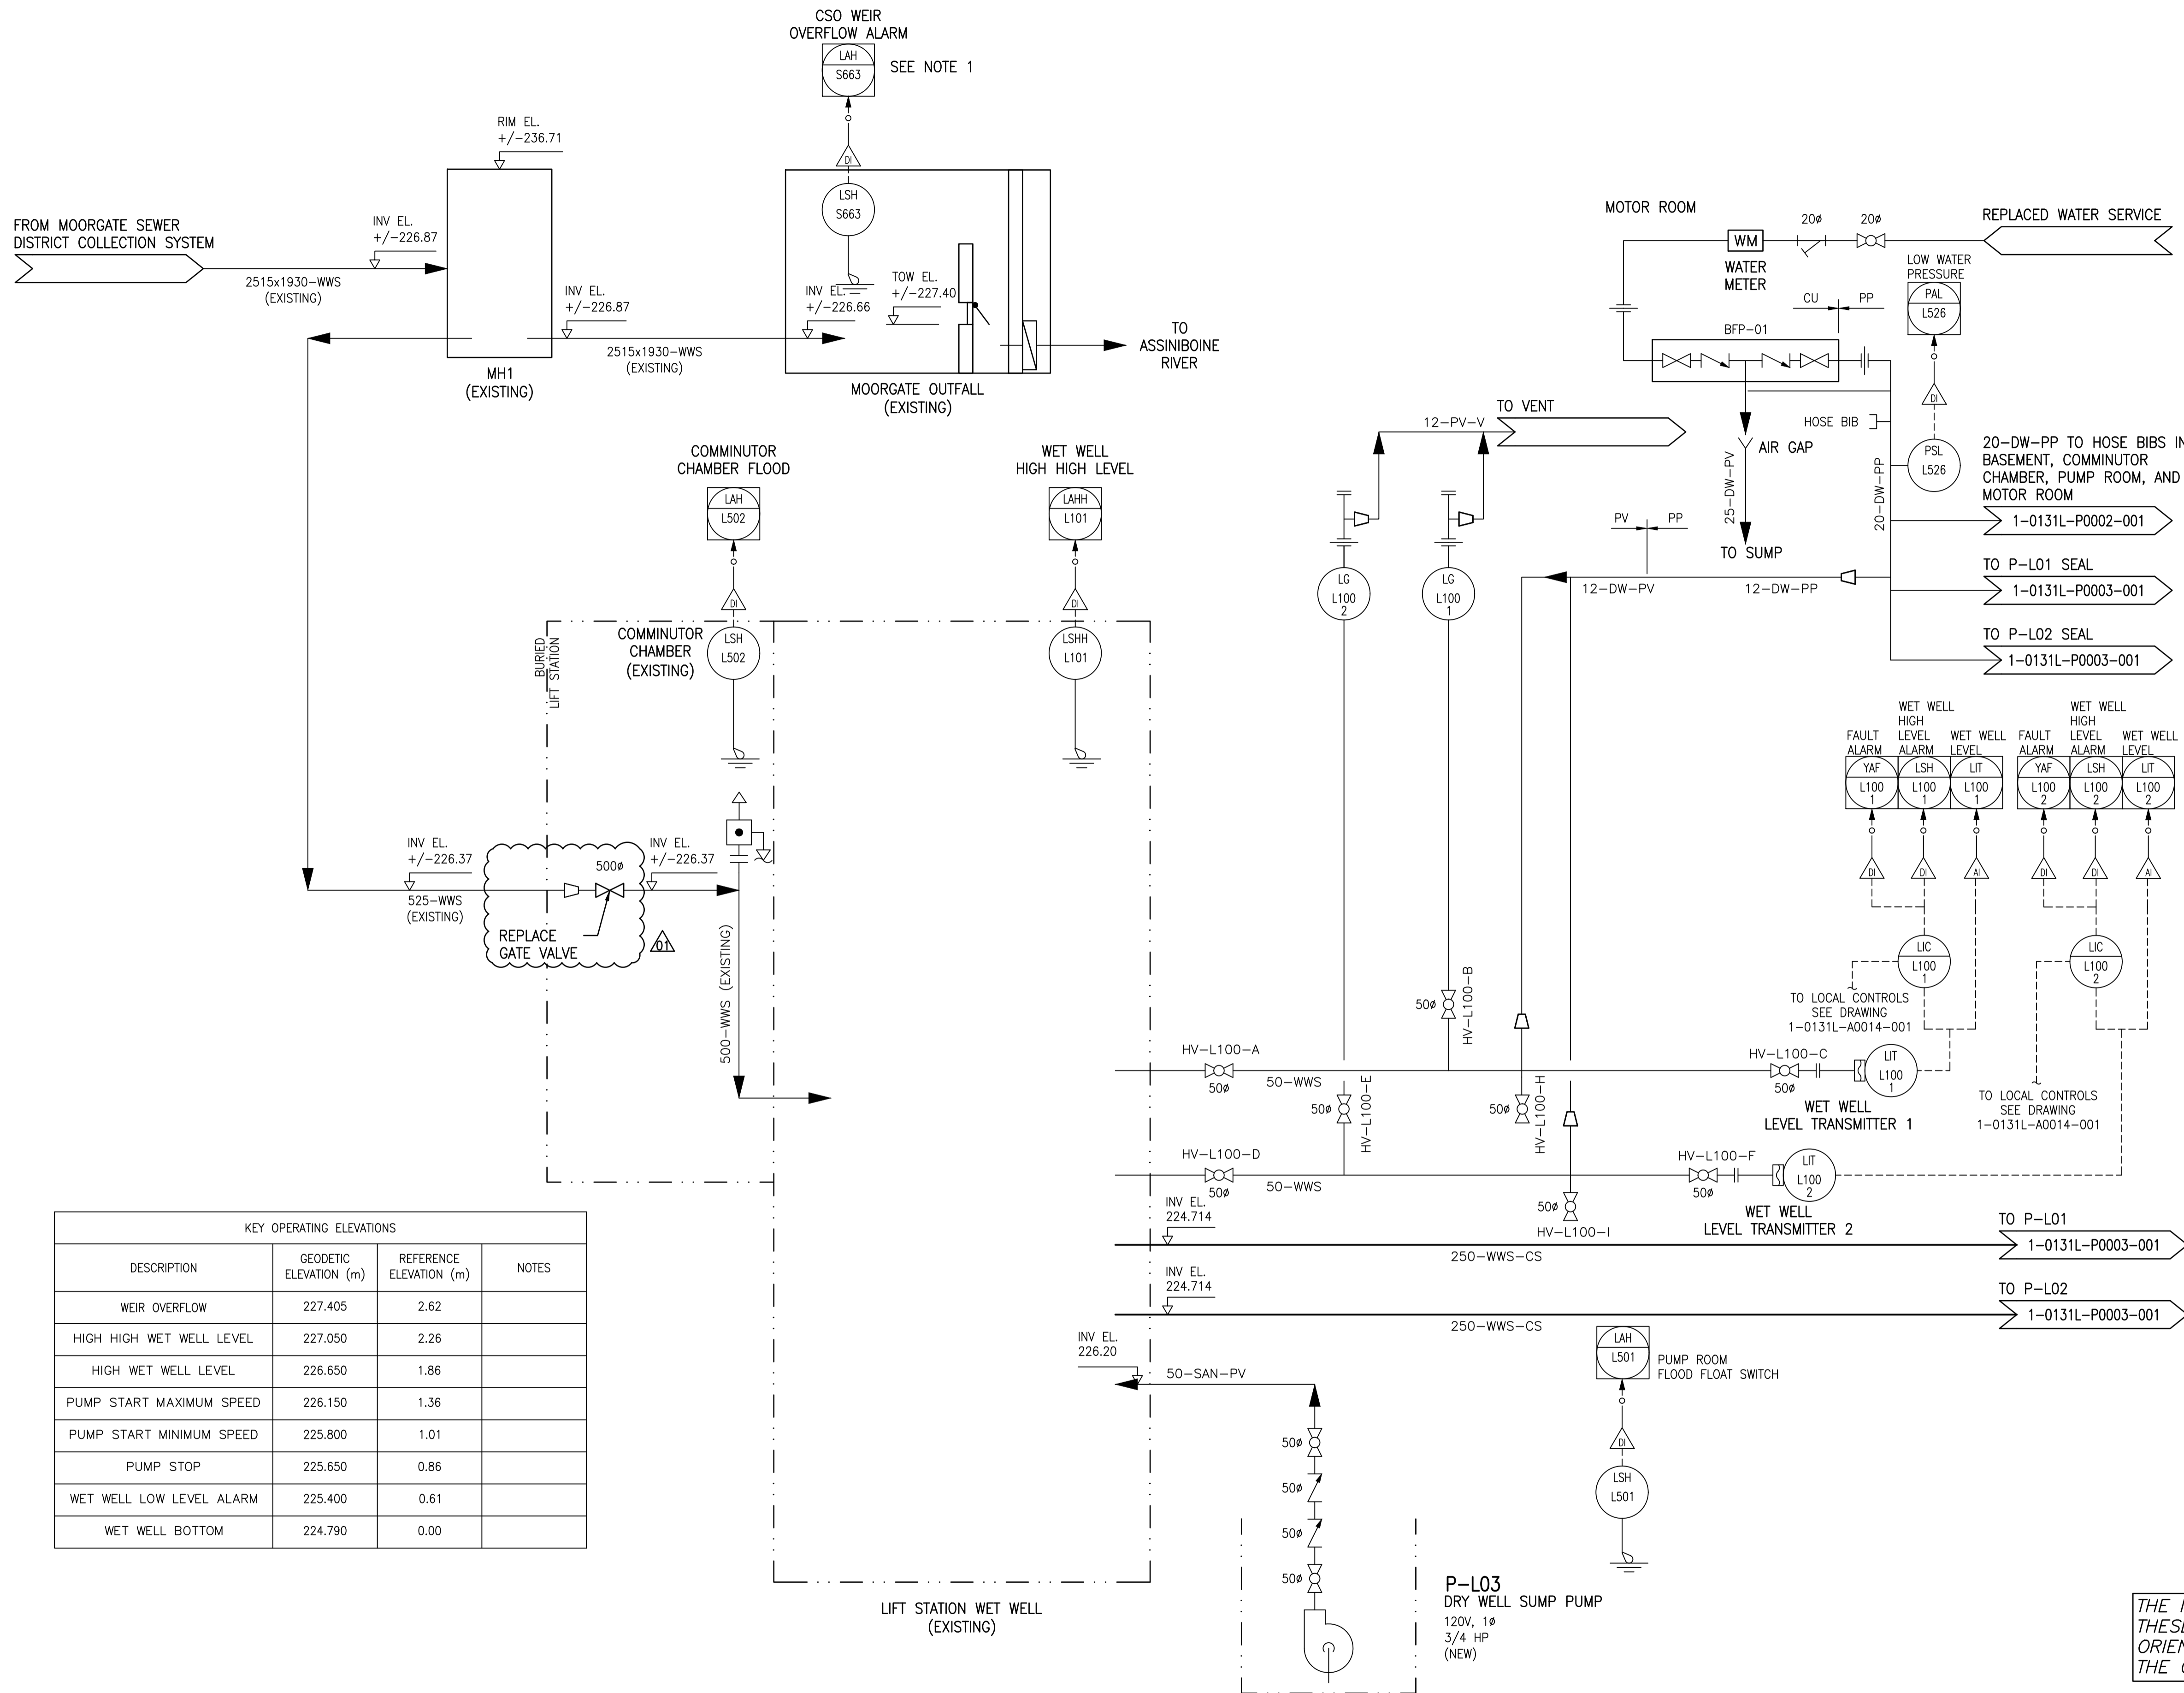 CSO WEIR
OVERFLOW ALARM
LAH
S663
SEE NOTE 1
RIM EL.
+/-236.71
DI
LSH
S663
FROM MOORGATE SEWER
DISTRICT COLLECTION SYSTEM
INV EL.
+/-226.87
2515x1930-WWS
(EXISTING)
INV EL.
+/-226.87
2515x1930-WWS
(EXISTING)
INV EL.
+/-226.66
TOW EL.
+/-227.40
TO
ASSINIBOINE
RIVER
MH1
(EXISTING)
MOORGATE OUTFALL
(EXISTING)
MOTOR ROOM
20ø
20ø
REPLACED WATER SERVICE
WM
WATER
METER
LOW WATER
PRESSURE
PAL
L526
CU
PP
BFP-01
DI
HOSE BIB
PSL
L526
AIR GAP
25-DW-PV
20-DW-PP
TO SUMP
TO VENT
12-PV-V
20-DW-PP TO HOSE BIBS IN
BASEMENT, COMMINUTOR
CHAMBER, PUMP ROOM, AND
MOTOR ROOM
1-0131L-P0002-001
PV
PP
12-DW-PV
12-DW-PP
TO P-L01 SEAL
1-0131L-P0003-001
TO P-L02 SEAL
1-0131L-P0003-001
COMMINUTOR
CHAMBER FLOOD
LAH
L502
DI
LSH
L502
WET WELL
HIGH HIGH LEVEL
LAHH
L101
DI
LSHH
L101
LG
L100
2
LG
L100
1
BURIED
LIFT STATION
COMMINUTOR
CHAMBER
(EXISTING)
FAULT
ALARM
WET WELL
HIGH
LEVEL
ALARM
WET WELL
LEVEL
FAULT
ALARM
WET WELL
HIGH
LEVEL
ALARM
WET WELL
LEVEL
YAF
L100
1
LSH
L100
1
LIT
L100
1
YAF
L100
2
LSH
L100
2
LIT
L100
2
DI
DI
AI
DI
DI
AI
LIC
L100
1
LIC
L100
2
TO LOCAL CONTROLS
SEE DRAWING
1-0131L-A0014-001
TO LOCAL CONTROLS
SEE DRAWING
1-0131L-A0014-001
INV EL.
+/-226.37
500ø
INV EL.
+/-226.37
525-WWS
(EXISTING)
REPLACE
GATE VALVE
01
500-WWS (EXISTING)
50ø
HV-L100-B
HV-L100-A
50ø
50-WWS
50ø
HV-L100-E
50ø
HV-L100-H
HV-L100-C
50ø
LIT
L100
1
WET WELL
LEVEL TRANSMITTER 1
HV-L100-D
50ø
50-WWS
HV-L100-F
50ø
LIT
L100
2
WET WELL
LEVEL TRANSMITTER 2
50ø
HV-L100-I
INV EL.
224.714
250-WWS-CS
TO P-L01
1-0131L-P0003-001
INV EL.
224.714
250-WWS-CS
TO P-L02
1-0131L-P0003-001
INV EL.
226.20
50-SAN-PV
LAH
L501
PUMP ROOM
FLOOD FLOAT SWITCH
DI
LSH
L501
50ø
50ø
50ø
50ø
P-L03
DRY WELL SUMP PUMP
120V, 1ø
3/4 HP
(NEW)
LIFT STATION WET WELL
(EXISTING)
KEY OPERATING ELEVATIONS
DESCRIPTION GEODETIC ELEVATION (m) REFERENCE ELEVATION (m) NOTES
WEIR OVERFLOW 227.405 2.62
HIGH HIGH WET WELL LEVEL 227.050 2.26
HIGH WET WELL LEVEL 226.650 1.86
PUMP START MAXIMUM SPEED 226.150 1.36
PUMP START MINIMUM SPEED 225.800 1.01
PUMP STOP 225.650 0.86
WET WELL LOW LEVEL ALARM 225.400 0.61
WET WELL BOTTOM 224.790 0.00
THE
THESE
ORIEN
THE